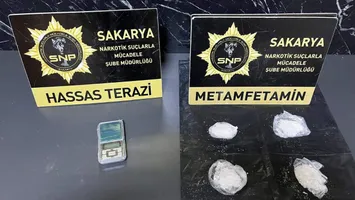 SAKARYA
NARKOTİK SUÇLARLA
MÜCADELE
ŞUBE MÜDÜRLÜĞÜ
SNP
HASSAS TERAZİ
SAKARYA
NARKOTİK SUÇLARLA
MÜCADELE
ŞUBE MÜDÜRLÜĞÜ
SNP
METAMFETAMİN